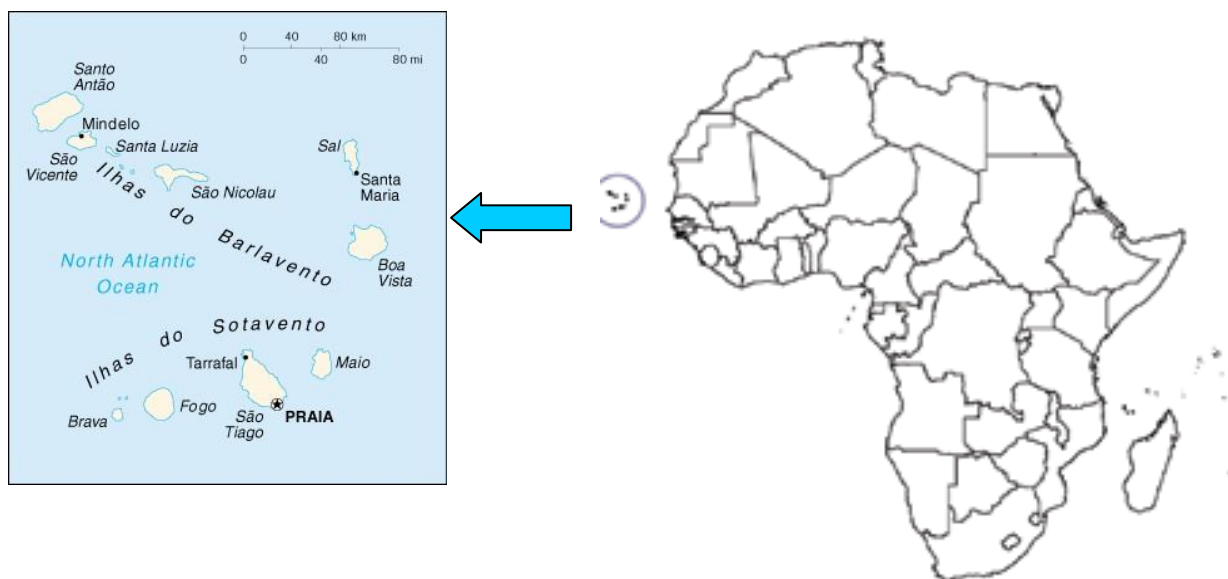 0 40 80 km
0 40 80 mi
Santo
Antão
Mindelo
São
Vicente
Santa Luzia
São Nicolau
Sal
Santa
Maria
Ilhas do Barlavento
Boa
Vista
North Atlantic
Ocean
Ilhas do Sotavento
Tarrafal
Maio
Brava
Fogo
São
Tiago
PRAIA